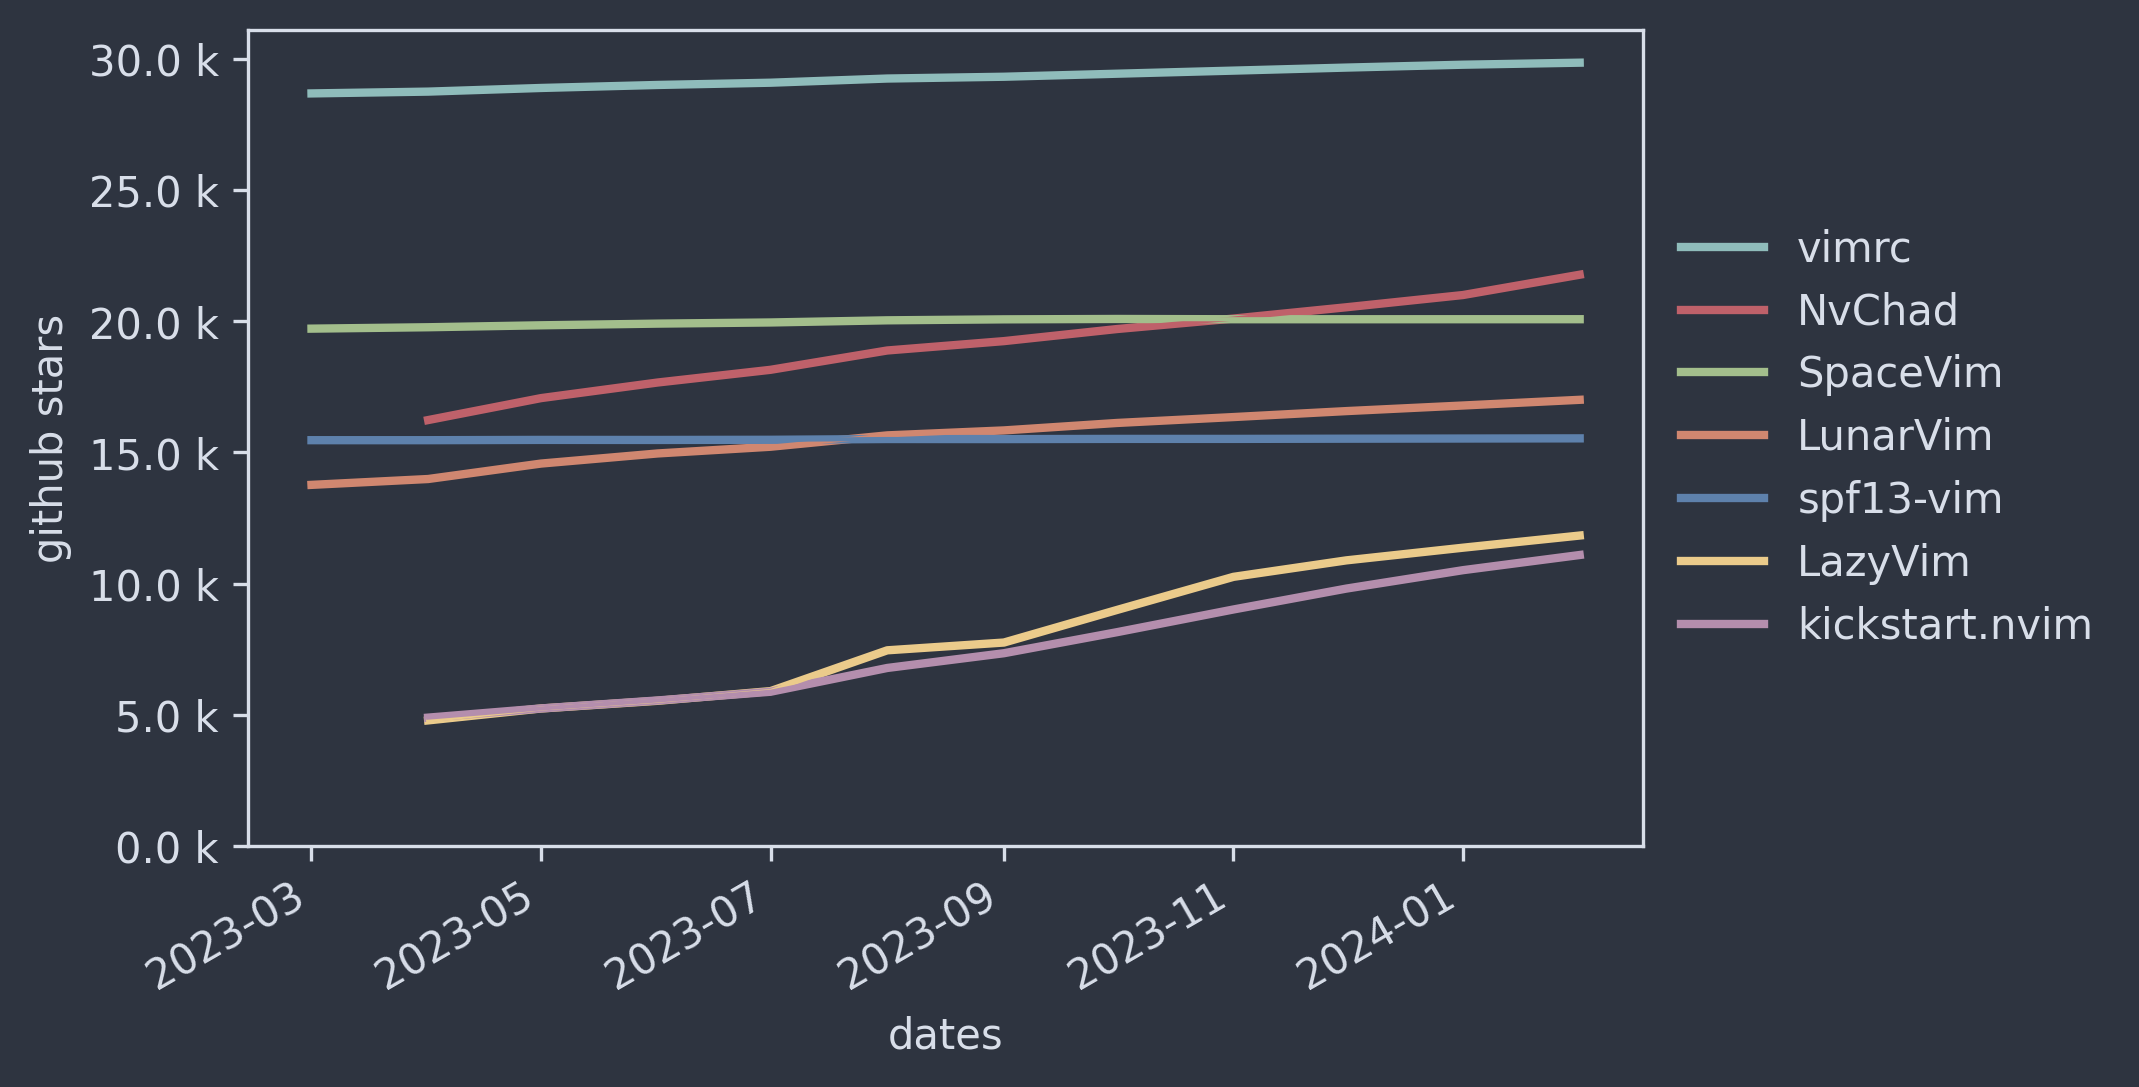 30.0 k
25.0 k
20.0 k
15.0 k
10.0 k
5.0 k
0.0 k
github stars
2023-03
2023-05
2023-07
2023-09
2023-11
2024-01
dates
vimrc
NvChad
SpaceVim
LunarVim
spf13-vim
LazyVim
kickstart.nvim